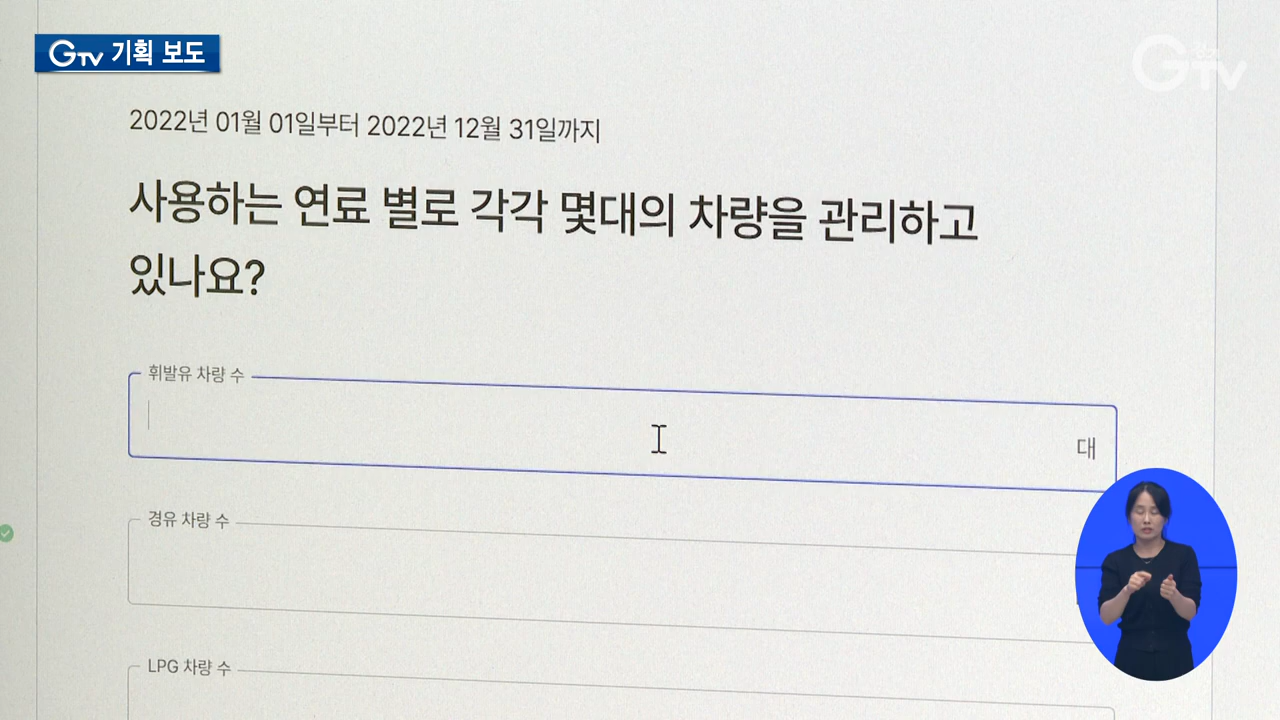 GTV 기획 보도
GTV
2022년 01월 01일부터 2022년 12월 31일까지
사용하는 연료 별로 각각 몇대의 차량을 관리하고
있나요?
휘발유 차량 수
대
경유 차량 수
LPG 차량 수